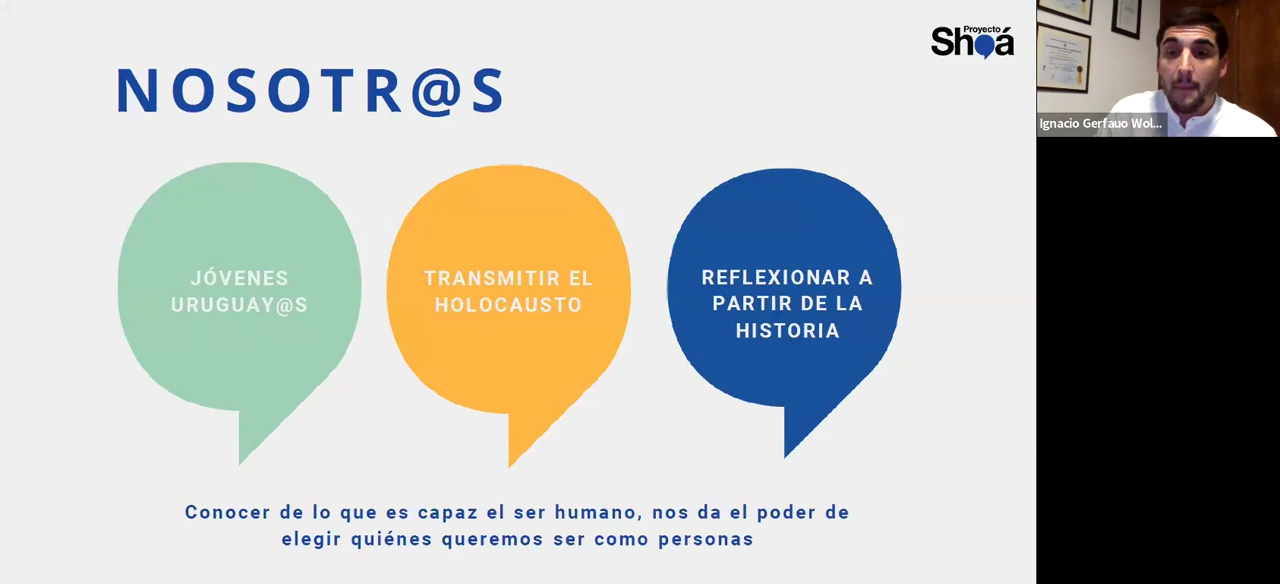 Proyecto
Shoá
NOSOTR@S
Ignacio Gerfauo Wol...
JÓVENES
URUGUAY@S
TRANSMITIR EL
HOLOCAUSTO
REFLEXIONAR A
PARTIR DE LA
HISTORIA
Conocer de lo que es capaz el ser humano, nos da el poder de
elegir quiénes queremos ser como personas